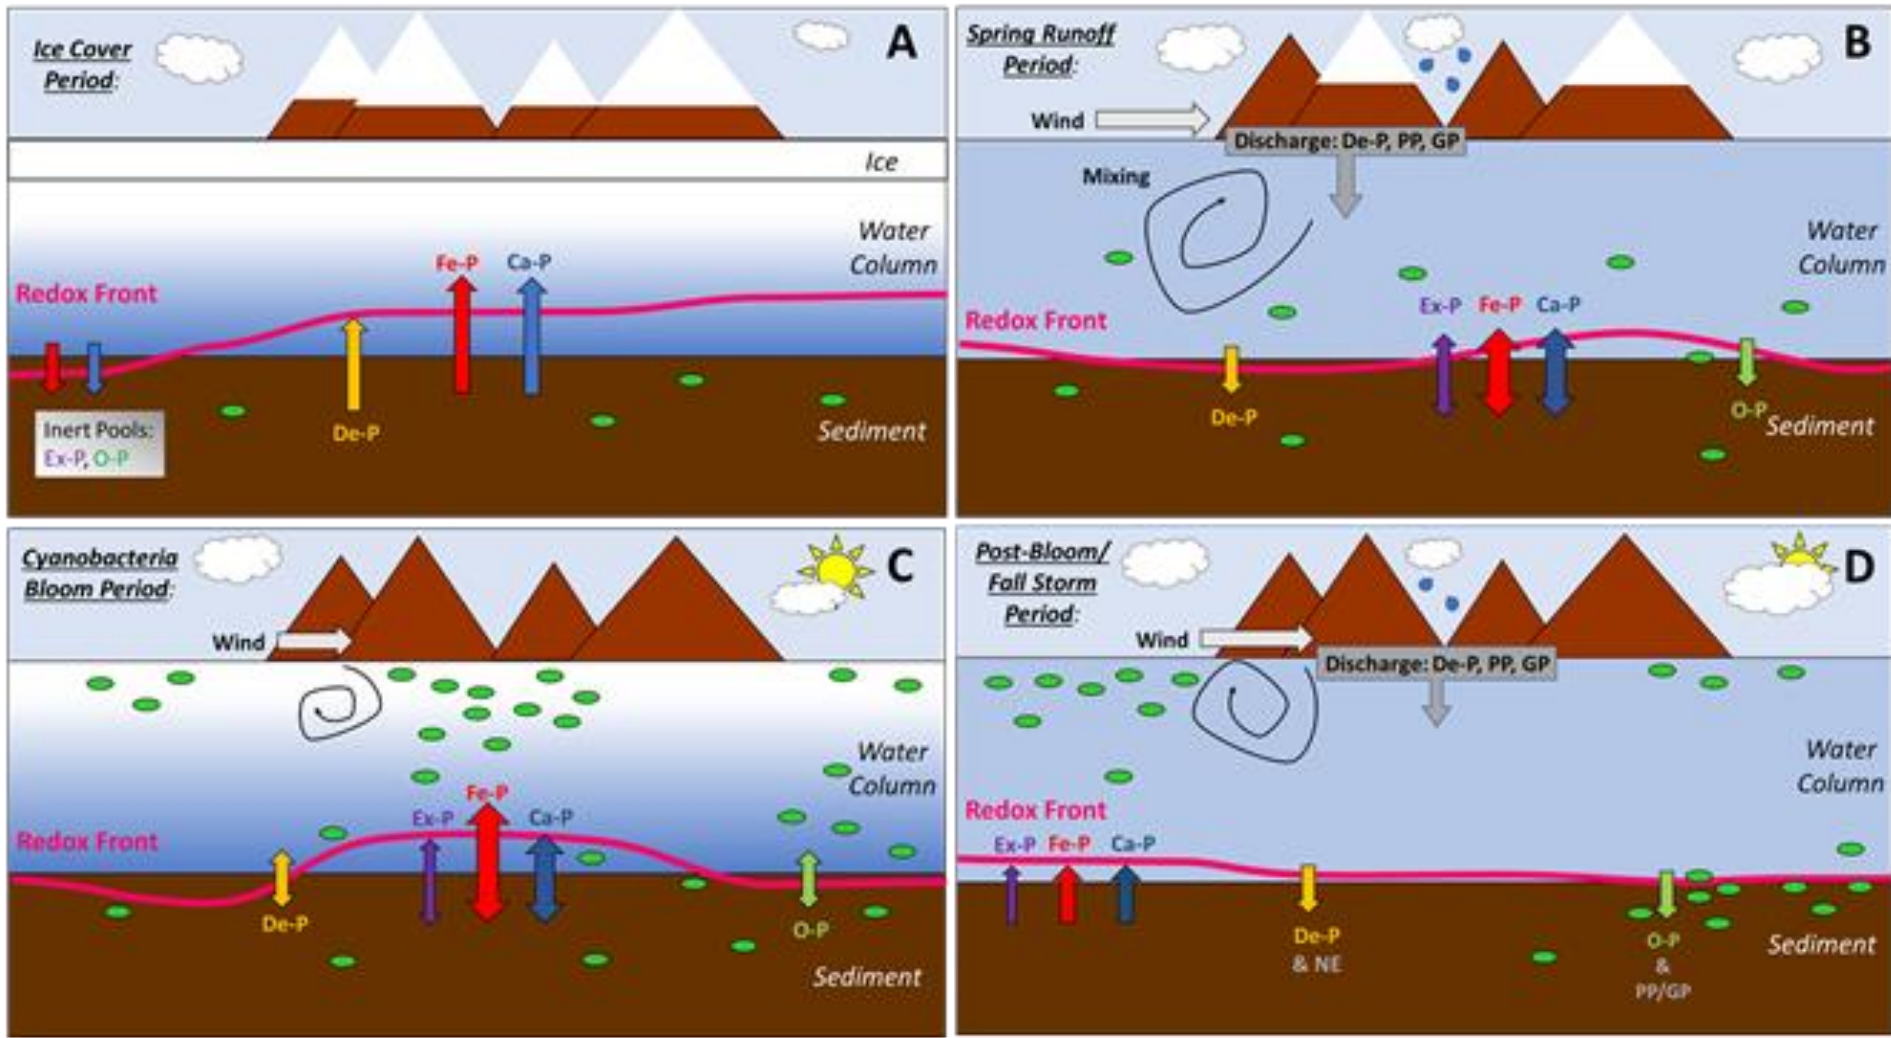 Ice Cover
Period:
A
Ice
Water
Column
Fe-P
Ca-P
Redox Front
De-P
Inert Pools:
Ex-P, O-P
Sediment
Spring Runoff
Period:
B
Wind
Discharge: De-P, PP, GP
Mixing
Water
Column
Redox Front
Ex-P
Fe-P
Ca-P
De-P
O-P
Sediment
Cyanobacteria
Bloom Period:
C
Wind
Water
Column
Fe-P
Ex-P
Ca-P
Redox Front
De-P
O-P
Sediment
Post-Bloom/
Fall Storm
Period:
D
Wind
Discharge: De-P, PP, GP
Water
Column
Redox Front
Ex-P
Fe-P
Ca-P
De-P
& NE
O-P
&
PP/GP
Sediment